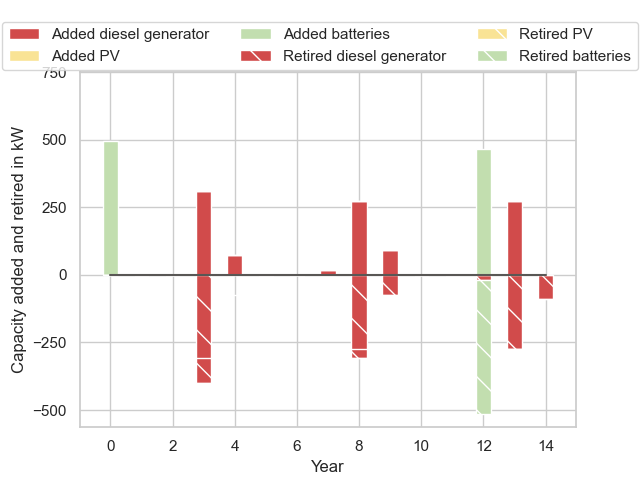 Added diesel generator
Added PV
Added batteries
Retired diesel generator
Retired PV
Retired batteries
750
500
250
0
−250
−500
Capacity added and retired in kW
0 2 4 6 8 10 12 14
Year